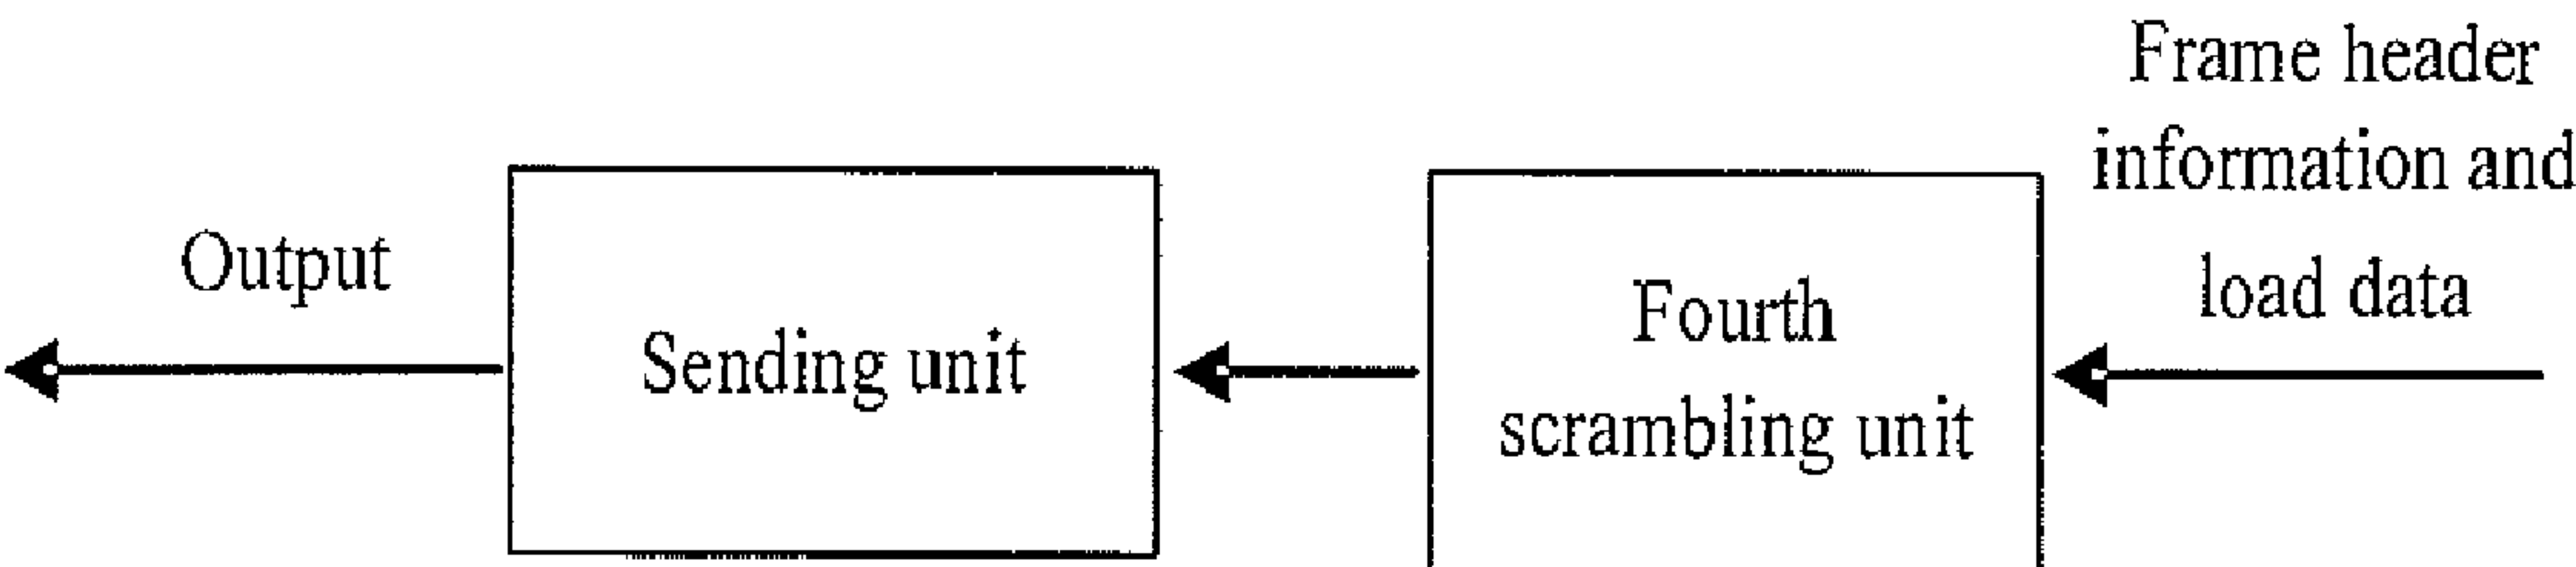 Output
Sending unit
Fourth
scrambling unit
Frame header
information and
load data